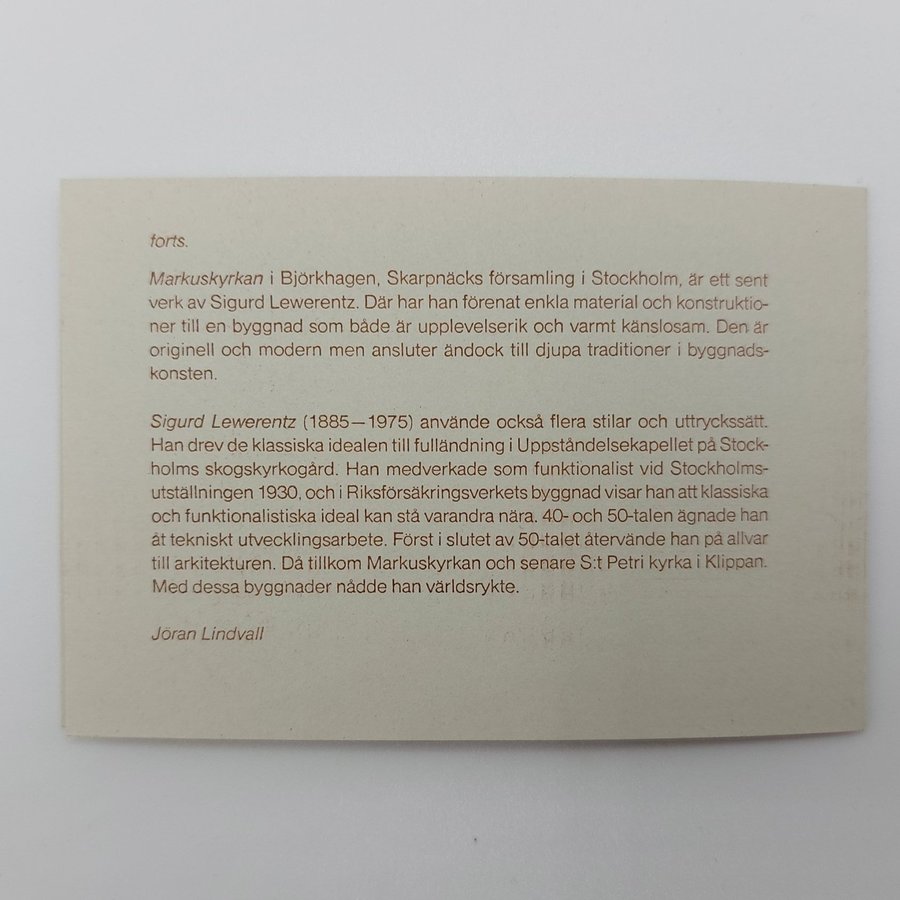 forts.
Markuskyrkan i Björkhagen, Skarpnäcks församling i Stockholm, är ett sent
verk av Sigurd Lewerentz. Där har han förenat enkla material och konstruktio-
ner till en byggnad som både är upplevelserik och varmt känslosam. Den är
originell och modern men ansluter ändock till djupa traditioner i byggnads-
konsten.
Sigurd Lewerentz (1885—1975) använde också flera stilar och uttryckssätt.
Han drev de klassiska idealen till fulländning i Uppståndelsekapellet på Stock-
holms skogskyrkogård. Han medverkade som funktionalist vid Stockholms-
utställningen 1930, och i Riksförsäkringsverkets byggnad visar han att klassiska
och funktionalistiska ideal kan stå varandra nära. 40- och 50-talen ägnade han
åt tekniskt utvecklingsarbete. Först i slutet av 50-talet återvände han på allvar
till arkitekturen. Då tillkom Markuskyrkan och senare S:t Petri kyrka i Klippan.
Med dessa byggnader nådde han världsrykte.
Jöran Lindvall